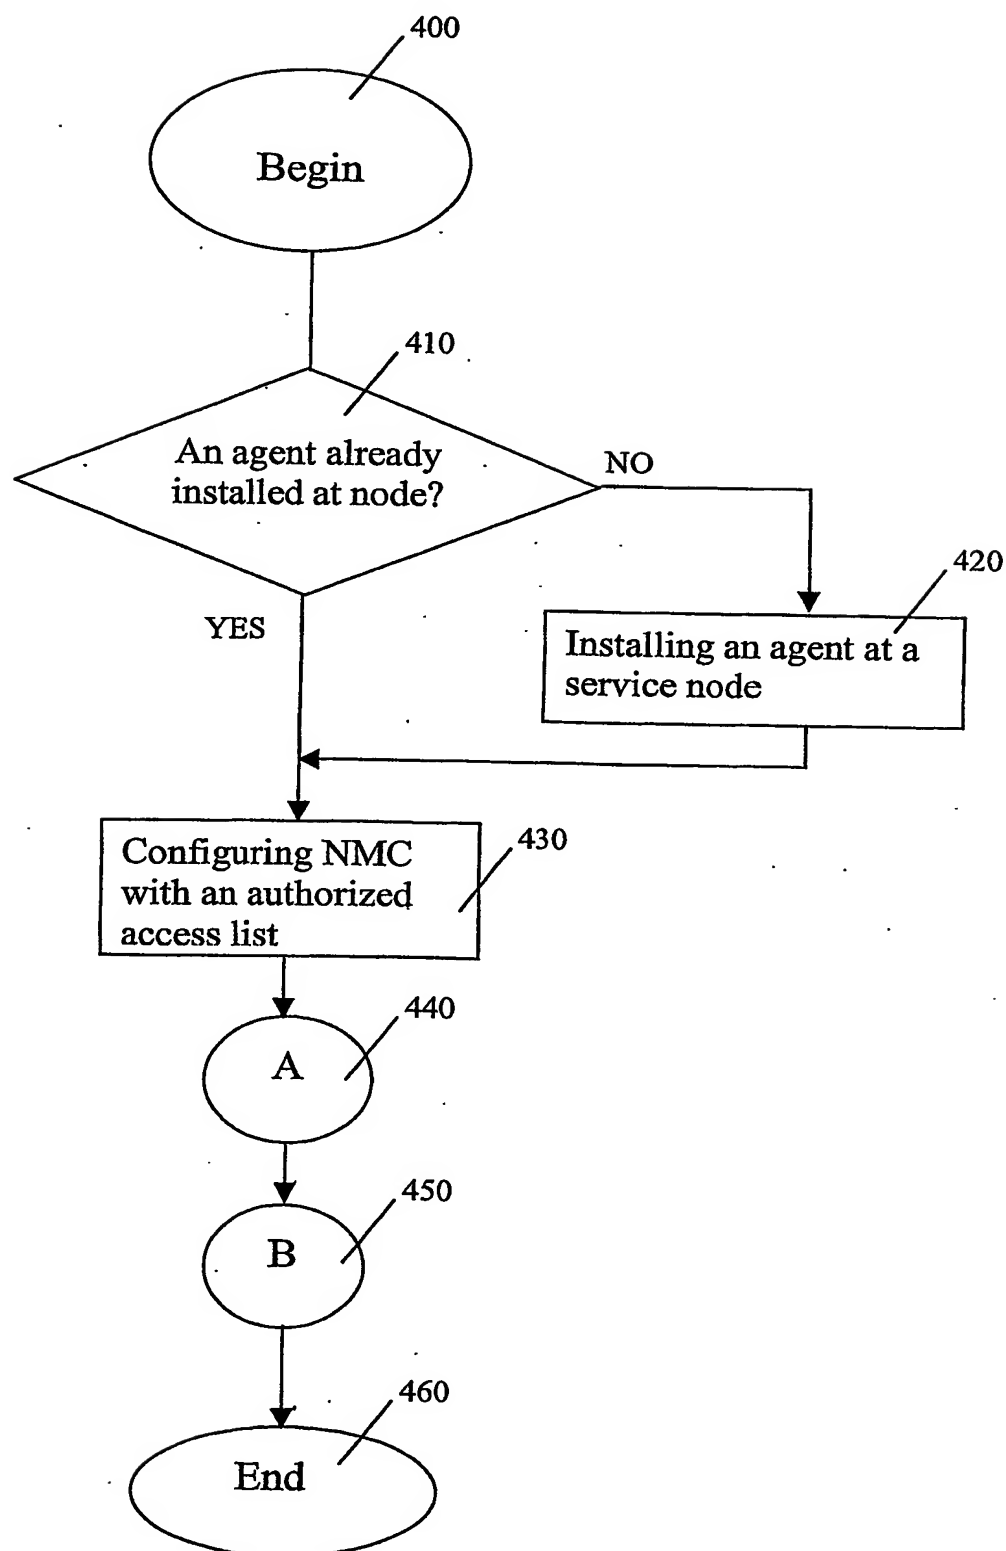 400
Begin
410
An agent already
installed at node?
NO
420
YES
Installing an agent at a
service node
430
Configuring NMC
with an authorized
access list
440
A
450
B
460
End